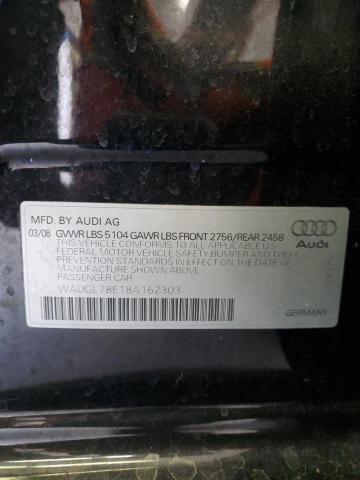 MFD. BY AUDI AG
03/08 GVWR LBS 5104 GAWR LBS FRONT 2756/REAR 2458
THIS VEHICLE CONFORMS TO ALL APPLICABLE U.S.
FEDERAL MOTOR VEHICLE SAFETY BUMPER AND THEFT
PREVENTION STANDARDS IN EFFECT ON THE DATE OF
MANUFACTURE SHOWN ABOVE
PASSENGER CAR
WAUGL78E18A162303
Audi
GERMANY